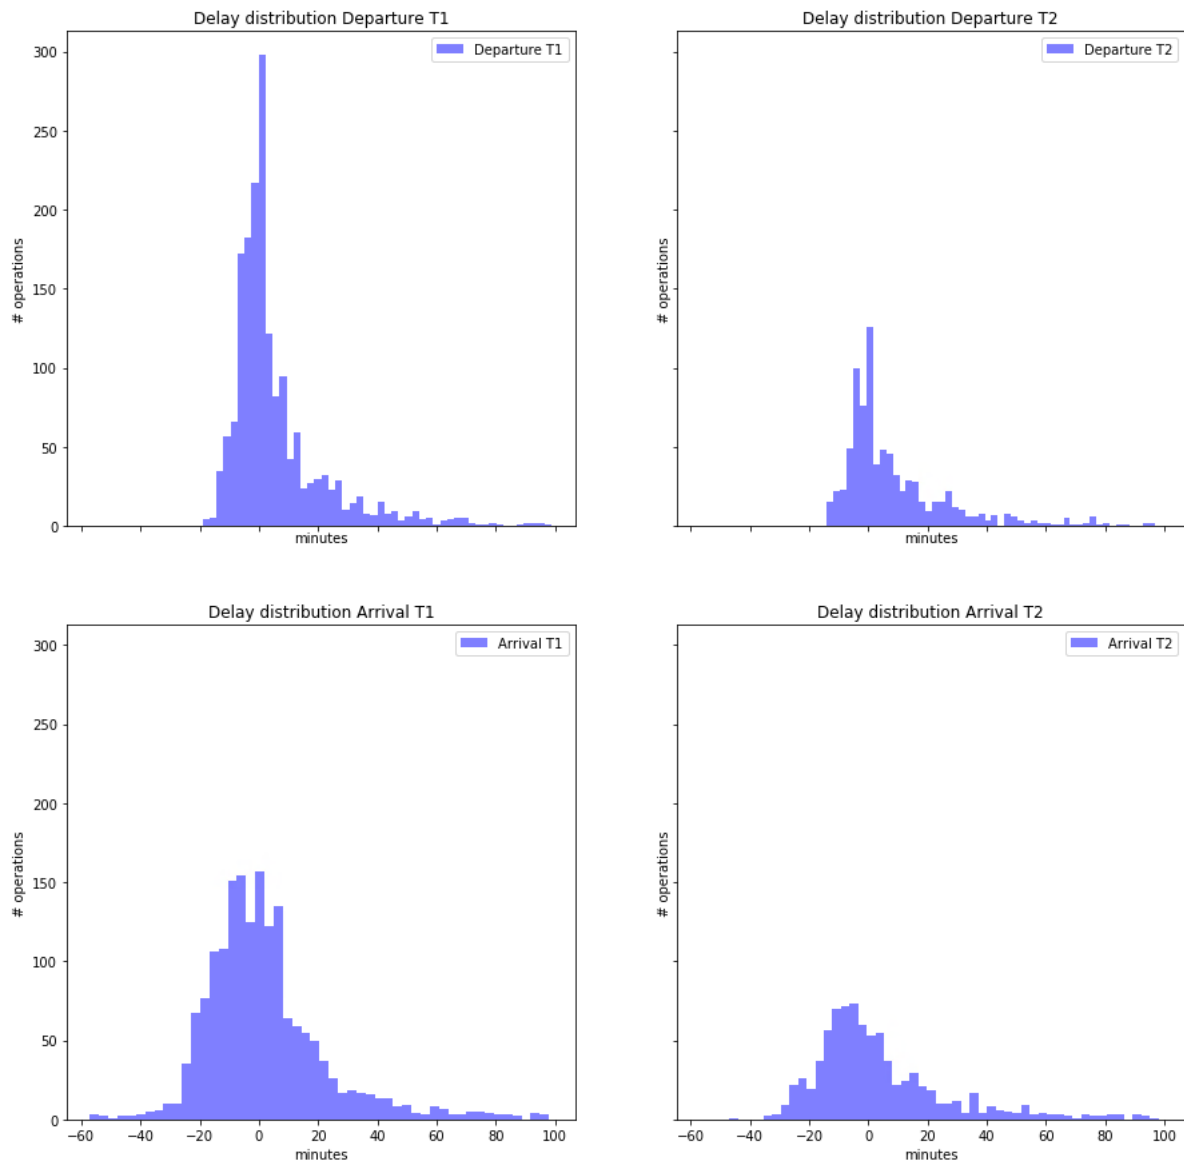 Delay distribution Departure T1
Departure T1
300
250
200
150
100
50
0
# operations
minutes
Delay distribution Departure T2
Departure T2
# operations
minutes
Delay distribution Arrival T1
Arrival T1
300
250
200
150
100
50
0
# operations
−60 −40 −20 0 20 40 60 80 100
minutes
Delay distribution Arrival T2
Arrival T2
# operations
−60 −40 −20 0 20 40 60 80 100
minutes